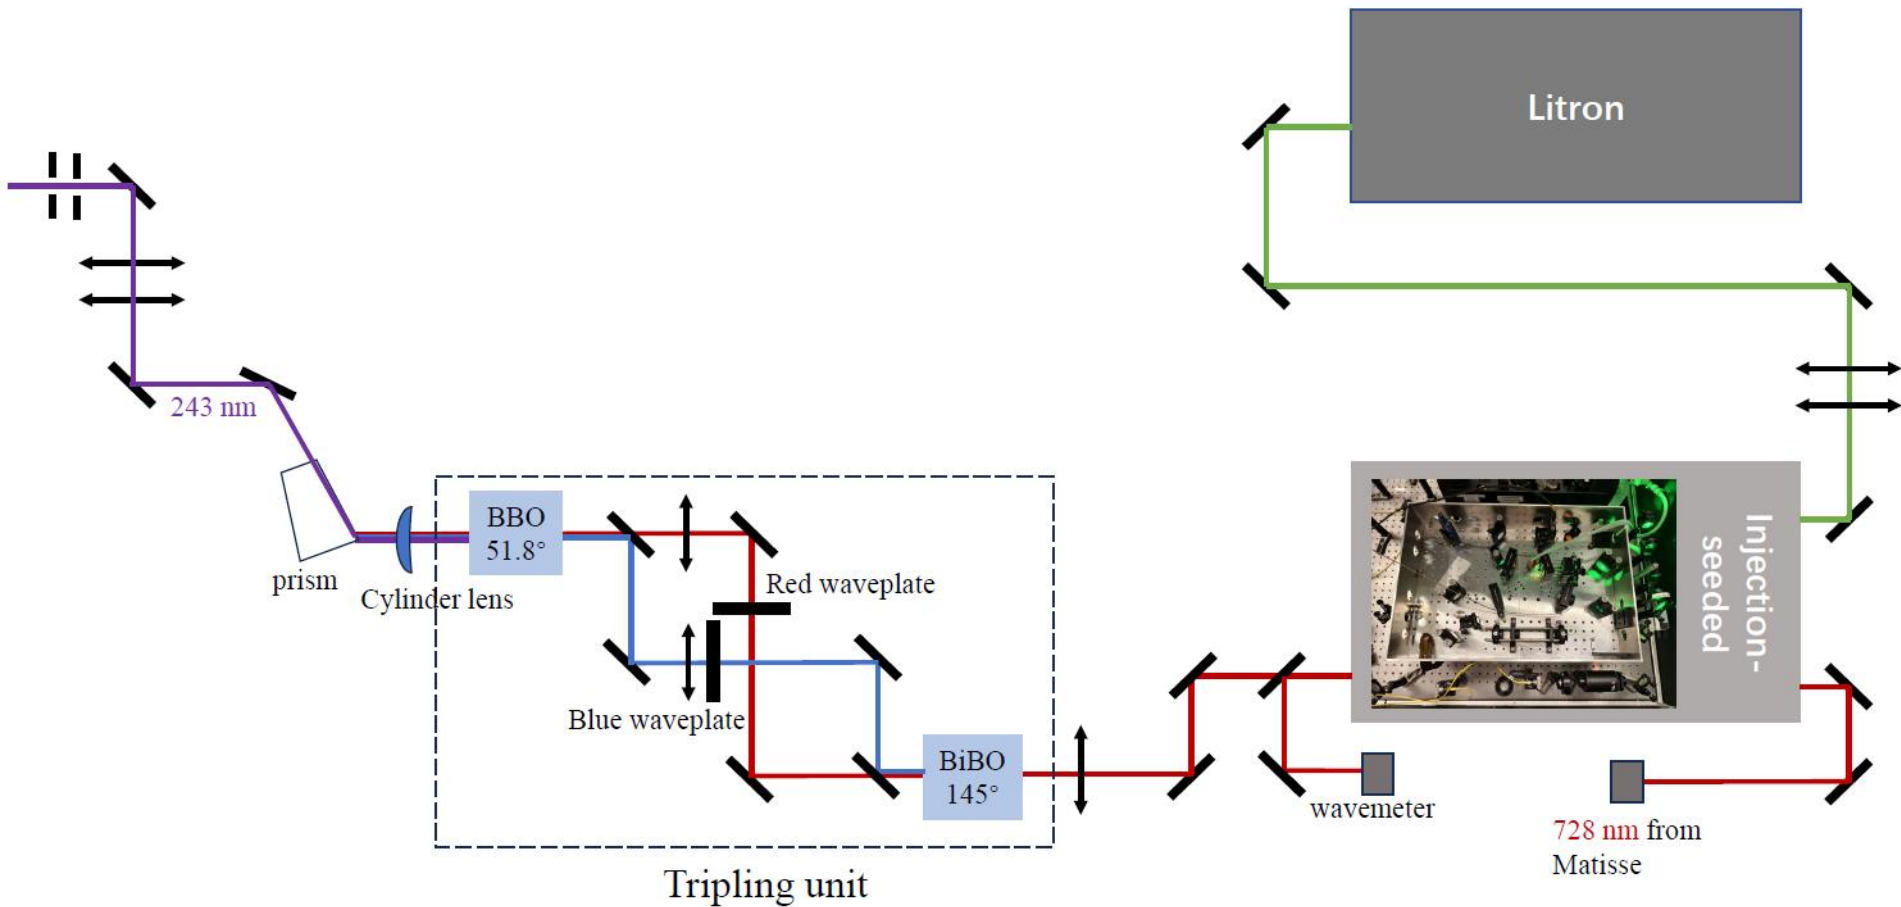 Litron
243 nm
BBO
51.8°
prism
Cylinder lens
Red waveplate
Blue waveplate
BiBO
145°
Injection-
seeded
wavemeter
728 nm from
Matisse
Tripling unit